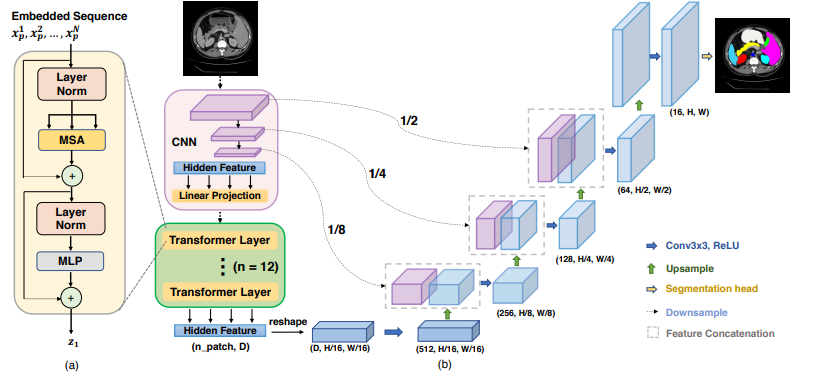 Embedded Sequence
x_p^1, x_p^2, ..., x_p^N
Layer
Norm
MSA
+
Layer
Norm
MLP
+
z_1
(a)
CNN
Hidden Feature
Linear Projection
Transformer Layer
(n = 12)
Transformer Layer
Hidden Feature
(n_patch, D)
reshape
(D, H/16, W/16)
(512, H/16, W/16)
(b)
1/2
1/4
1/8
(256, H/8, W/8)
(128, H/4, W/4)
(64, H/2, W/2)
(16, H, W)
Conv3x3, ReLU
Upsample
Segmentation head
Downsample
Feature Concatenation